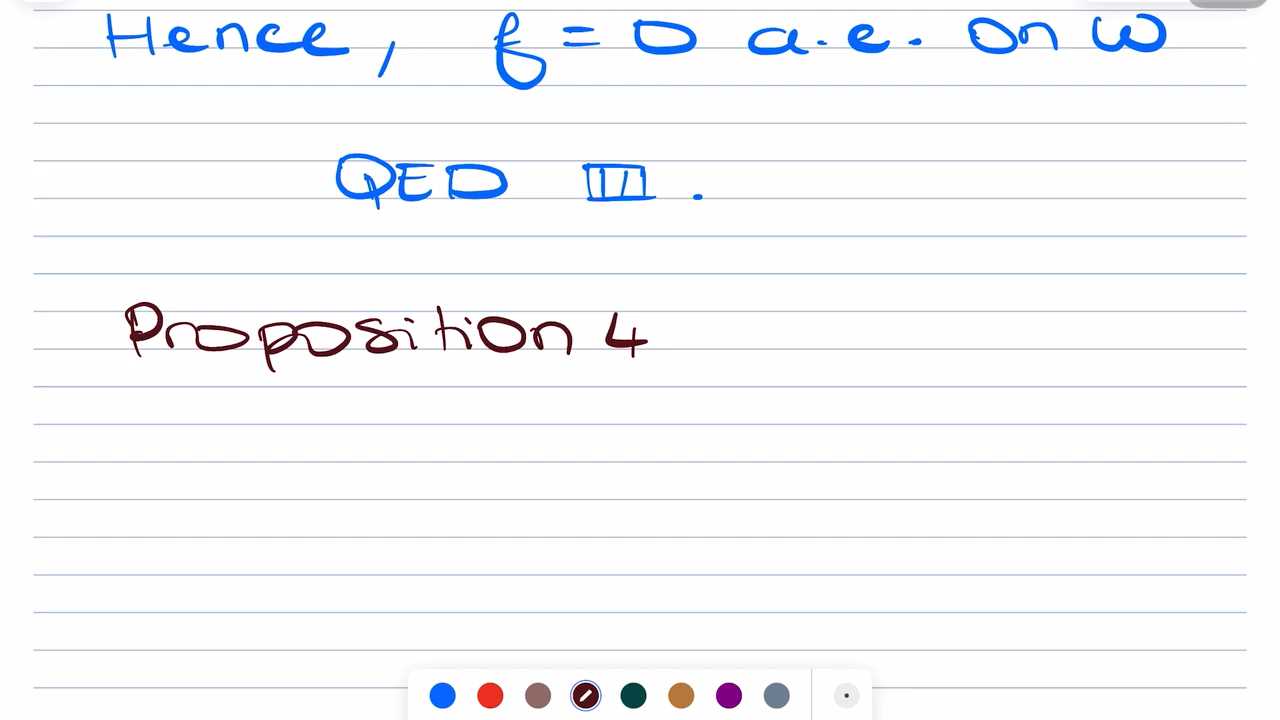 Hence, f = 0 a.e. on ω
QED.
Proposition 4